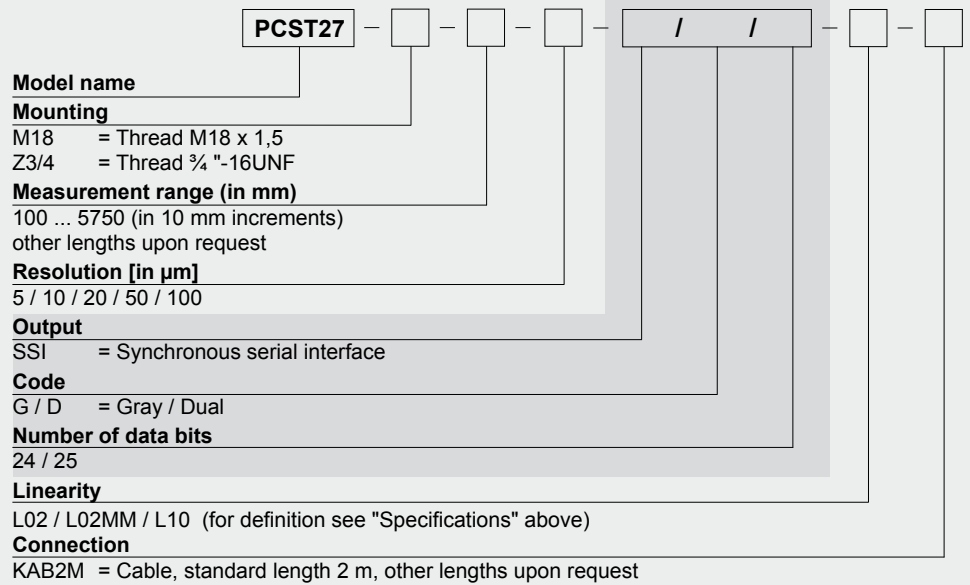 PCST27 – – – – / / – –
Model name
Mounting
M18 = Thread M18 x 1,5
Z3/4 = Thread ¾ "-16UNF
Measurement range (in mm)
100 ... 5750 (in 10 mm increments)
other lengths upon request
Resolution [in µm]
5 / 10 / 20 / 50 / 100
Output
SSI = Synchronous serial interface
Code
G / D = Gray / Dual
Number of data bits
24 / 25
Linearity
L02 / L02MM / L10 (for definition see "Specifications" above)
Connection
KAB2M = Cable, standard length 2 m, other lengths upon request